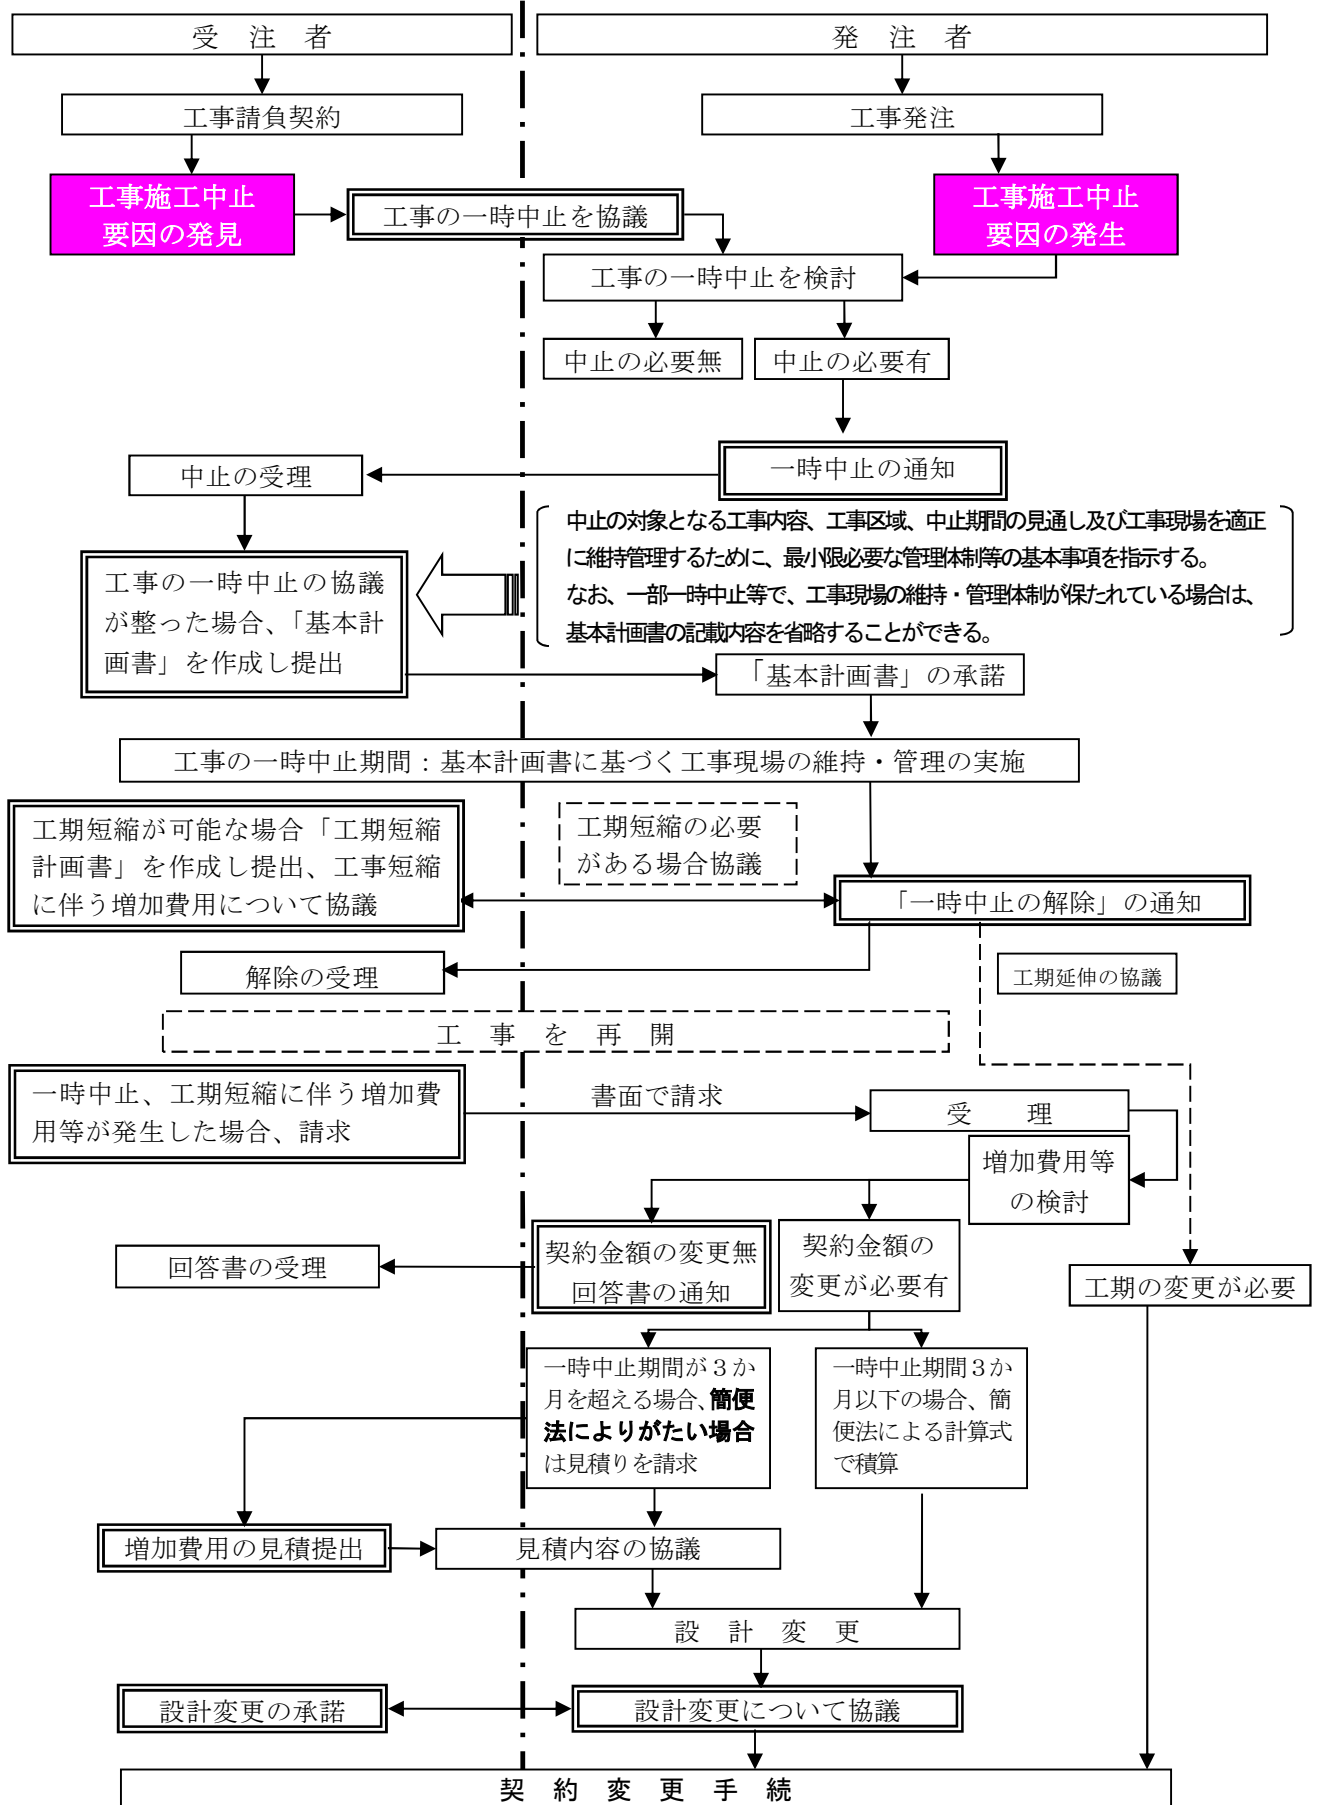 受　注　者
発　注　者
工事請負契約
工事発注
工事施工中止
要因の発見
工事の一時中止を協議
工事施工中止
要因の発生
工事の一時中止を検討
中止の必要無
中止の必要有
一時中止の通知
中止の受理
中止の対象となる工事内容、工事区域、中止期間の見通し及び工事現場を適正
に維持管理するために、最小限必要な管理体制等の基本事項を指示する。
なお、一部一時中止等で、工事現場の維持・管理体制が保たれている場合は、
基本計画書の記載内容を省略することができる。
工事の一時中止の協議
が整った場合、「基本計
画書」を作成し提出
「基本計画書」の承諾
工事の一時中止期間：基本計画書に基づく工事現場の維持・管理の実施
工期短縮が可能な場合「工期短縮
計画書」を作成し提出、工事短縮
に伴う増加費用について協議
工期短縮の必要
がある場合協議
「一時中止の解除」の通知
解除の受理
工期延伸の協議
工　事　を　再　開
一時中止、工期短縮に伴う増加費
用等が発生した場合、請求
書面で請求
受　　理
増加費用等
の検討
契約金額の変更無
回答書の通知
契約金額の
変更が必要有
回答書の受理
工期の変更が必要
一時中止期間が３か
月を超える場合、簡便
法によりがたい場合
は見積りを請求
一時中止期間３か
月以下の場合、簡
便法による計算式
で積算
増加費用の見積提出
見積内容の協議
設　計　変　更
設計変更の承諾
設計変更について協議
契　約　変　更　手　続